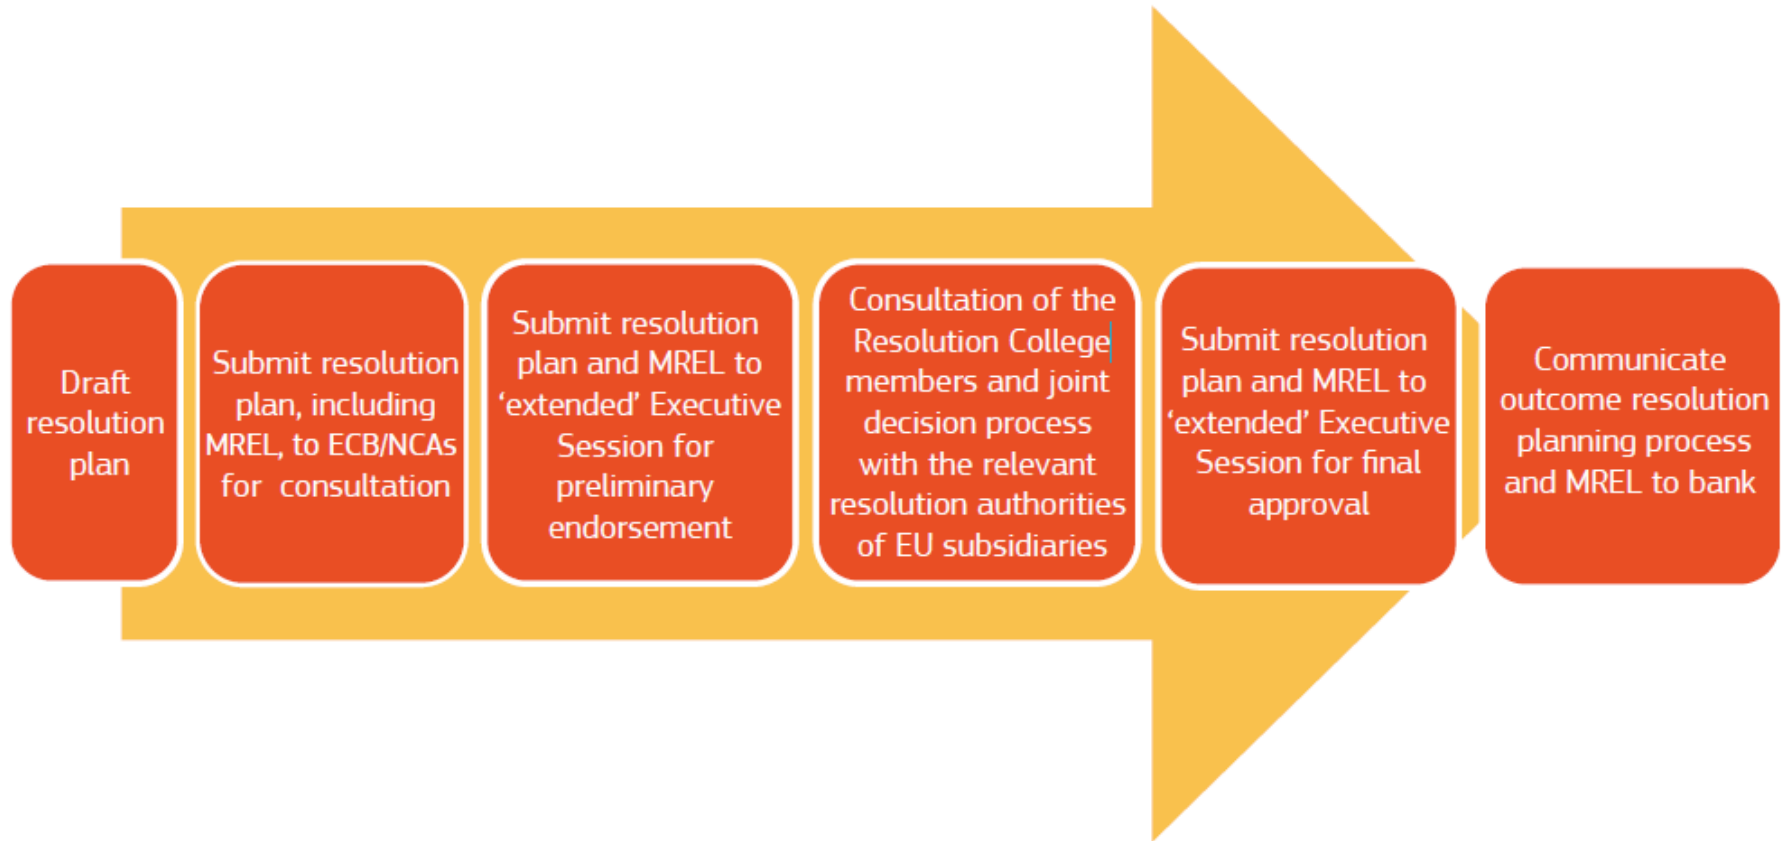 Draft
resolution
plan
Submit resolution
plan, including
MREL, to ECB/NCAs
for consultation
Submit resolution
plan and MREL to
‘extended’ Executive
Session for
preliminary
endorsement
Consultation of the
Resolution College
members and joint
decision process
with the relevant
resolution authorities
of EU subsidiaries
Submit resolution
plan and MREL to
‘extended’ Executive
Session for final
approval
Communicate
outcome resolution
planning process
and MREL to bank